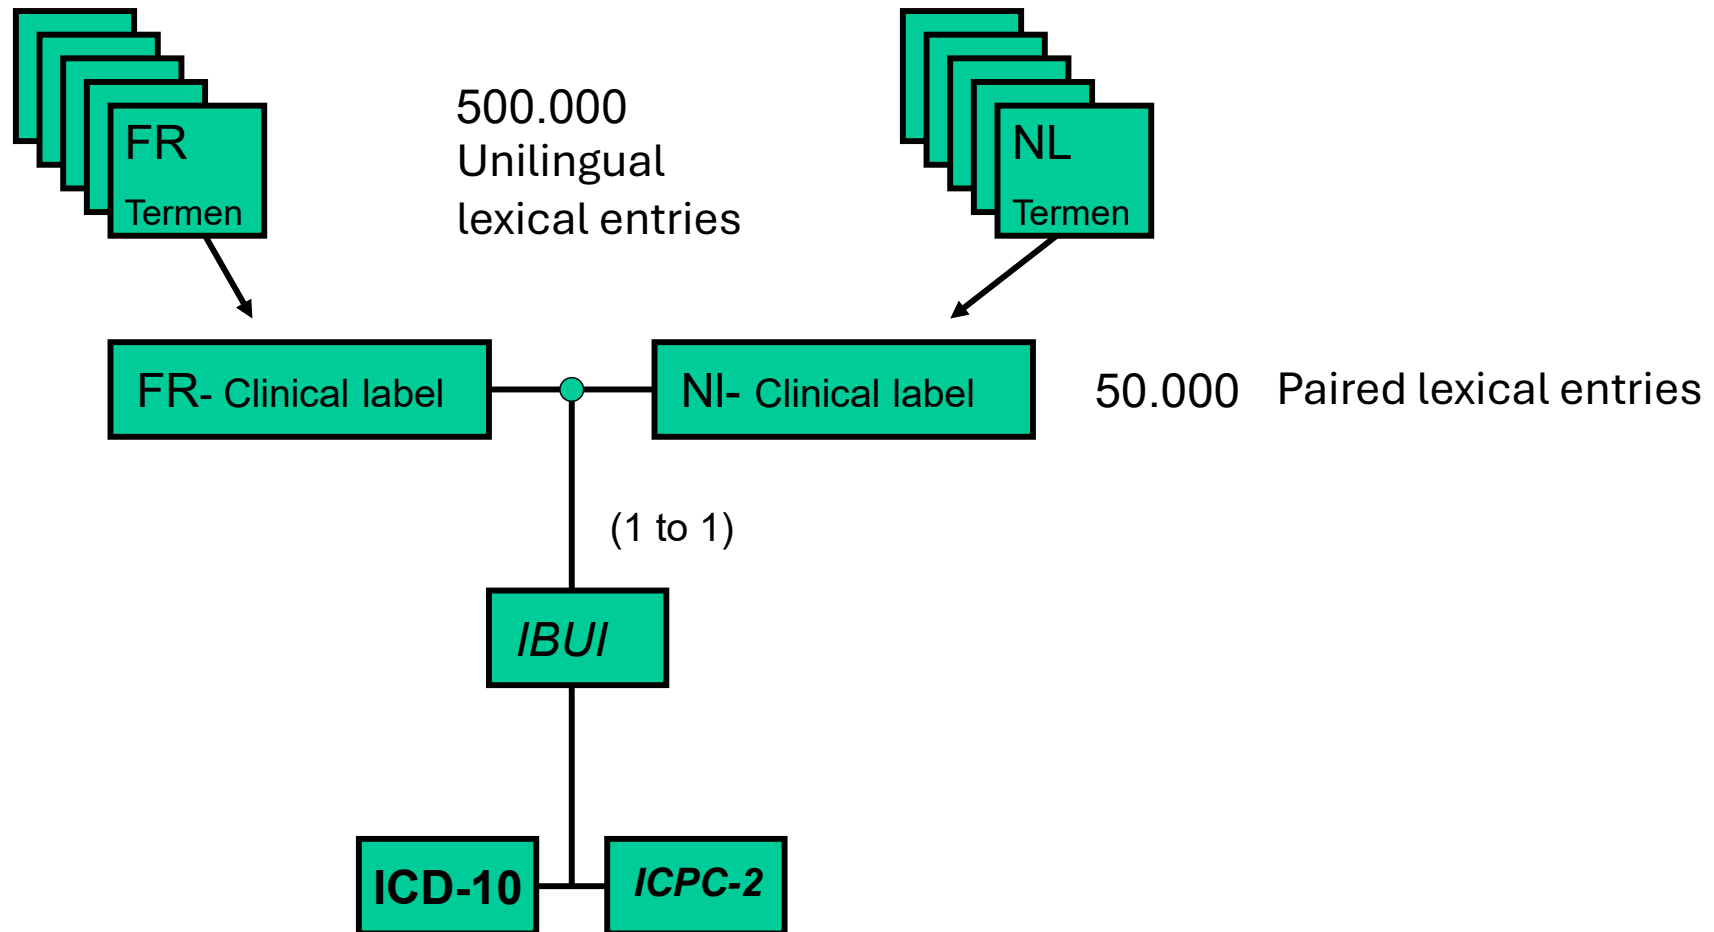 FR
Termen
500.000
Unilingual
lexical entries
NL
Termen
FR- Clinical label
Nl- Clinical label
50.000 Paired lexical entries
(1 to 1)
IBUI
ICD-10
ICPC-2